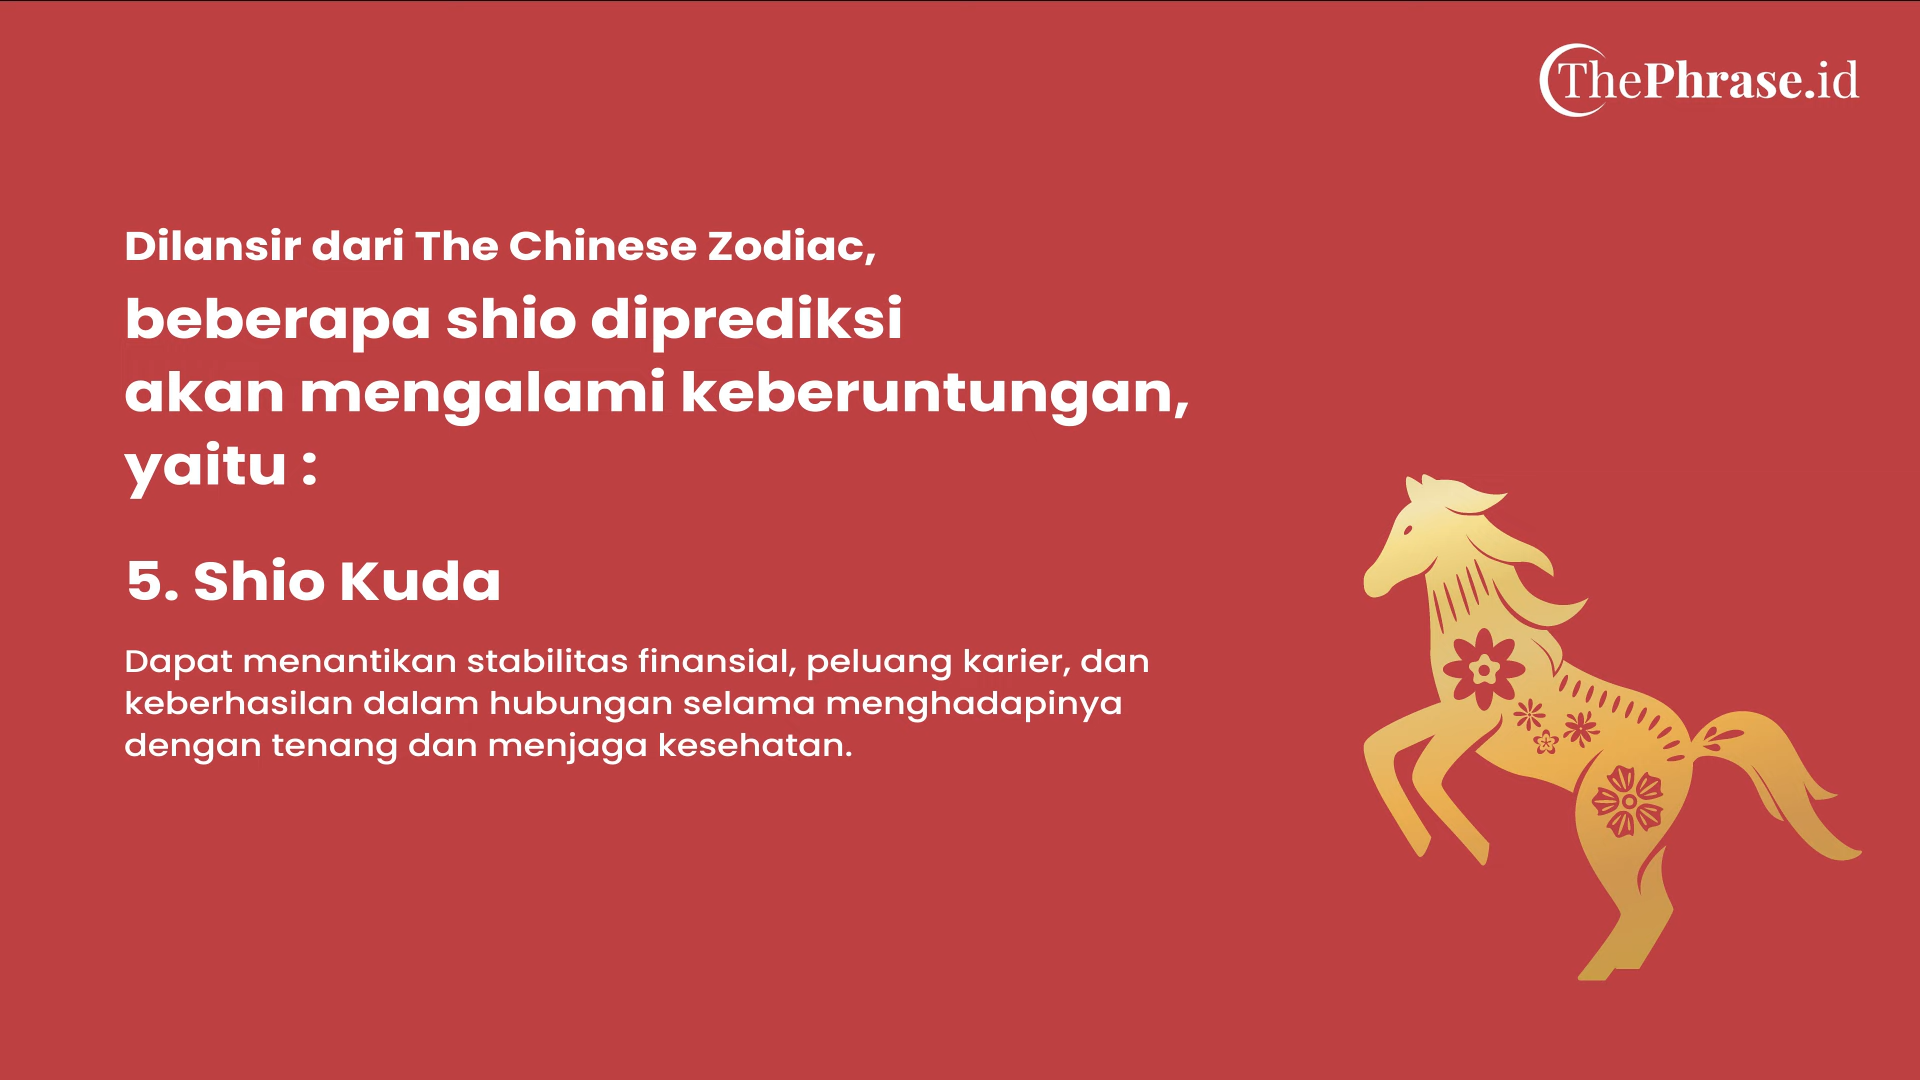 ThePhrase.id
Dilansir dari The Chinese Zodiac,
beberapa shio diprediksi
akan mengalami keberuntungan,
yaitu :
5. Shio Kuda
Dapat menantikan stabilitas finansial, peluang karier, dan
keberhasilan dalam hubungan selama menghadapinya
dengan tenang dan menjaga kesehatan.